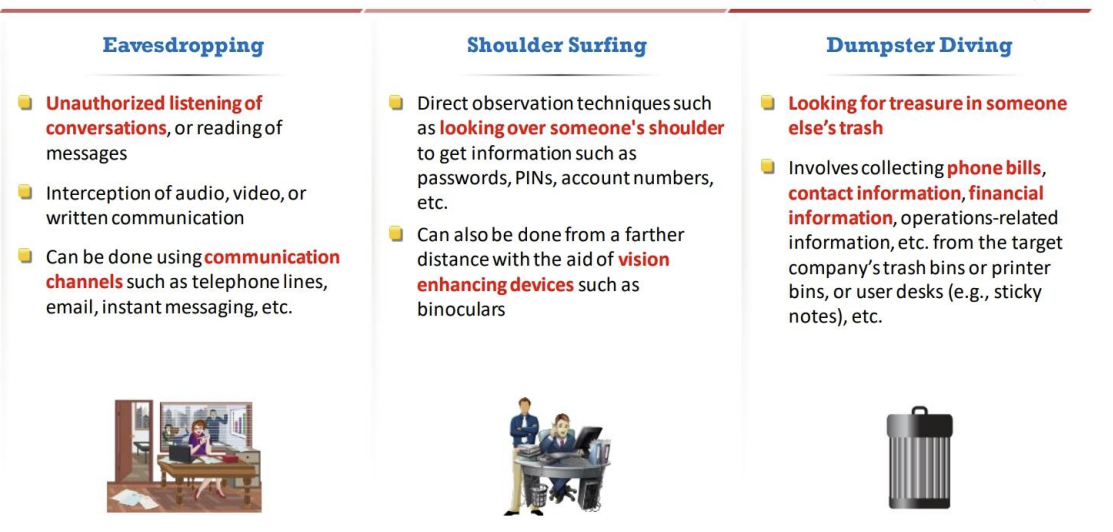 Eavesdropping
Unauthorized listening of
conversations, or reading of
messages
Interception of audio, video, or
written communication
Can be done using communication
channels such as telephone lines,
email, instant messaging, etc.
Shoulder Surfing
Direct observation techniques such
as looking over someone's shoulder
to get information such as
passwords, PINs, account numbers,
etc.
Can also be done from a farther
distance with the aid of vision
enhancing devices such as
binoculars
Dumpster Diving
Looking for treasure in someone
else’s trash
Involves collecting phone bills,
contact information, financial
information, operations-related
information, etc. from the target
company’s trash bins or printer
bins, or user desks (e.g., sticky
notes), etc.